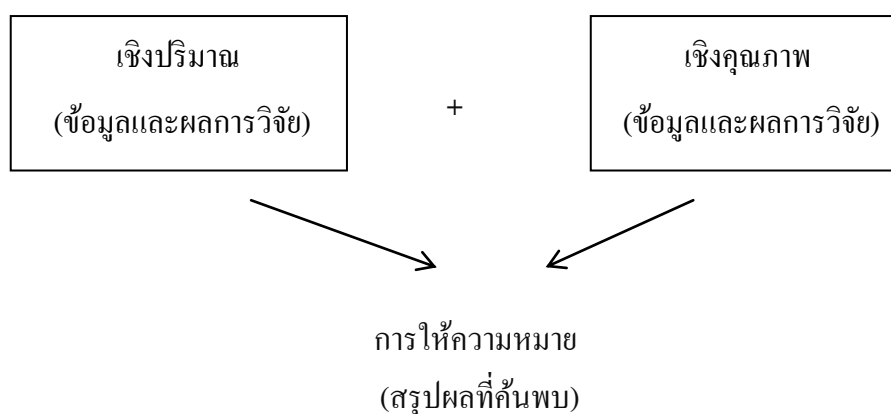 เชิงปริมาณ
(ข้อมูลและผลการวิจัย)
+
เชิงคุณภาพ
(ข้อมูลและผลการวิจัย)
การให้ความหมาย
(สรุปผลที่ค้นพบ)